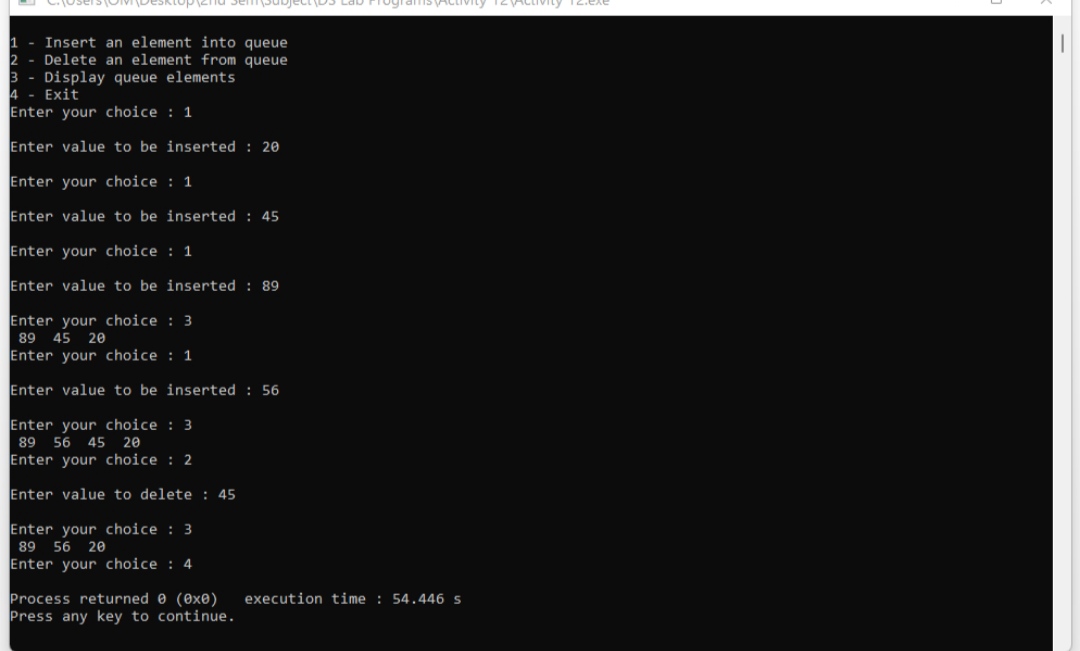 C:\Users\OM\Desktop\2nd Sem\Subject\DS Lab Programs\Activity 12\Activity 12.exe
1 - Insert an element into queue
2 - Delete an element from queue
3 - Display queue elements
4 - Exit
Enter your choice : 1
Enter value to be inserted : 20
Enter your choice : 1
Enter value to be inserted : 45
Enter your choice : 1
Enter value to be inserted : 89
Enter your choice : 3
89 45 20
Enter your choice : 1
Enter value to be inserted : 56
Enter your choice : 3
89 56 45 20
Enter your choice : 2
Enter value to delete : 45
Enter your choice : 3
89 56 20
Enter your choice : 4
Process returned 0 (0x0) execution time : 54.446 s
Press any key to continue.